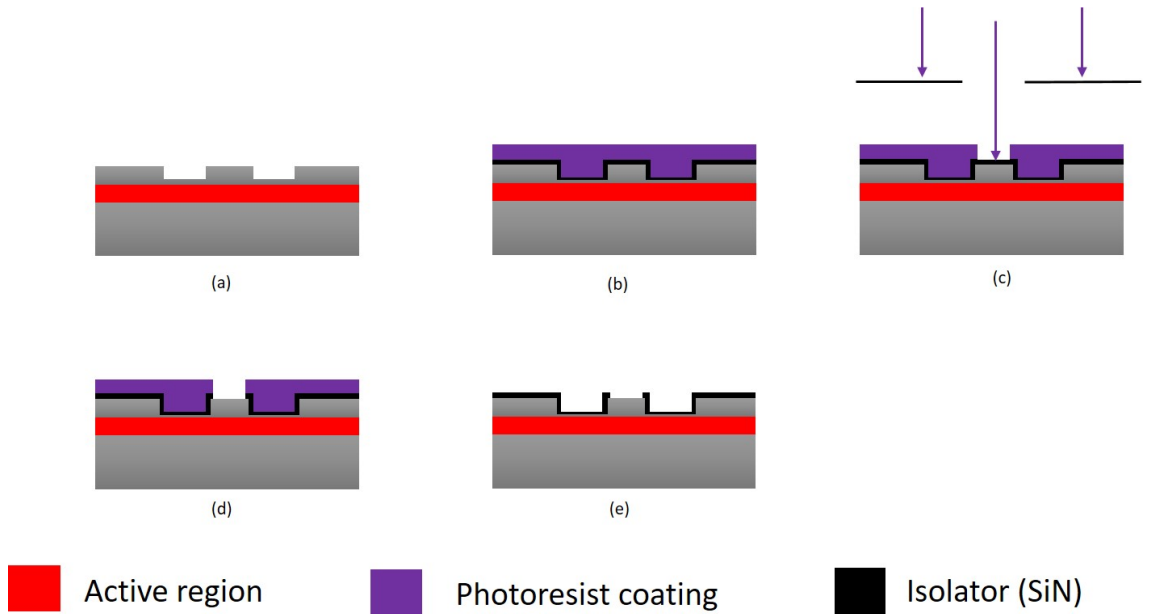 (a)
(b)
(c)
(d)
(e)
Active region
Photoresist coating
Isolator (SiN)